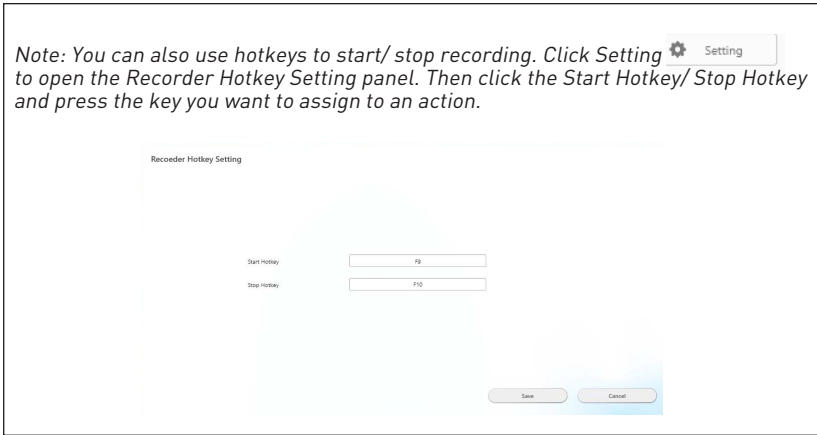 Note: You can also use hotkeys to start/ stop recording. Click Setting Setting
to open the Recorder Hotkey Setting panel. Then click the Start Hotkey/ Stop Hotkey
and press the key you want to assign to an action.
Recoeder Hotkey Setting
Start Hotkey F9
Stop Hotkey F10
Save Cancel